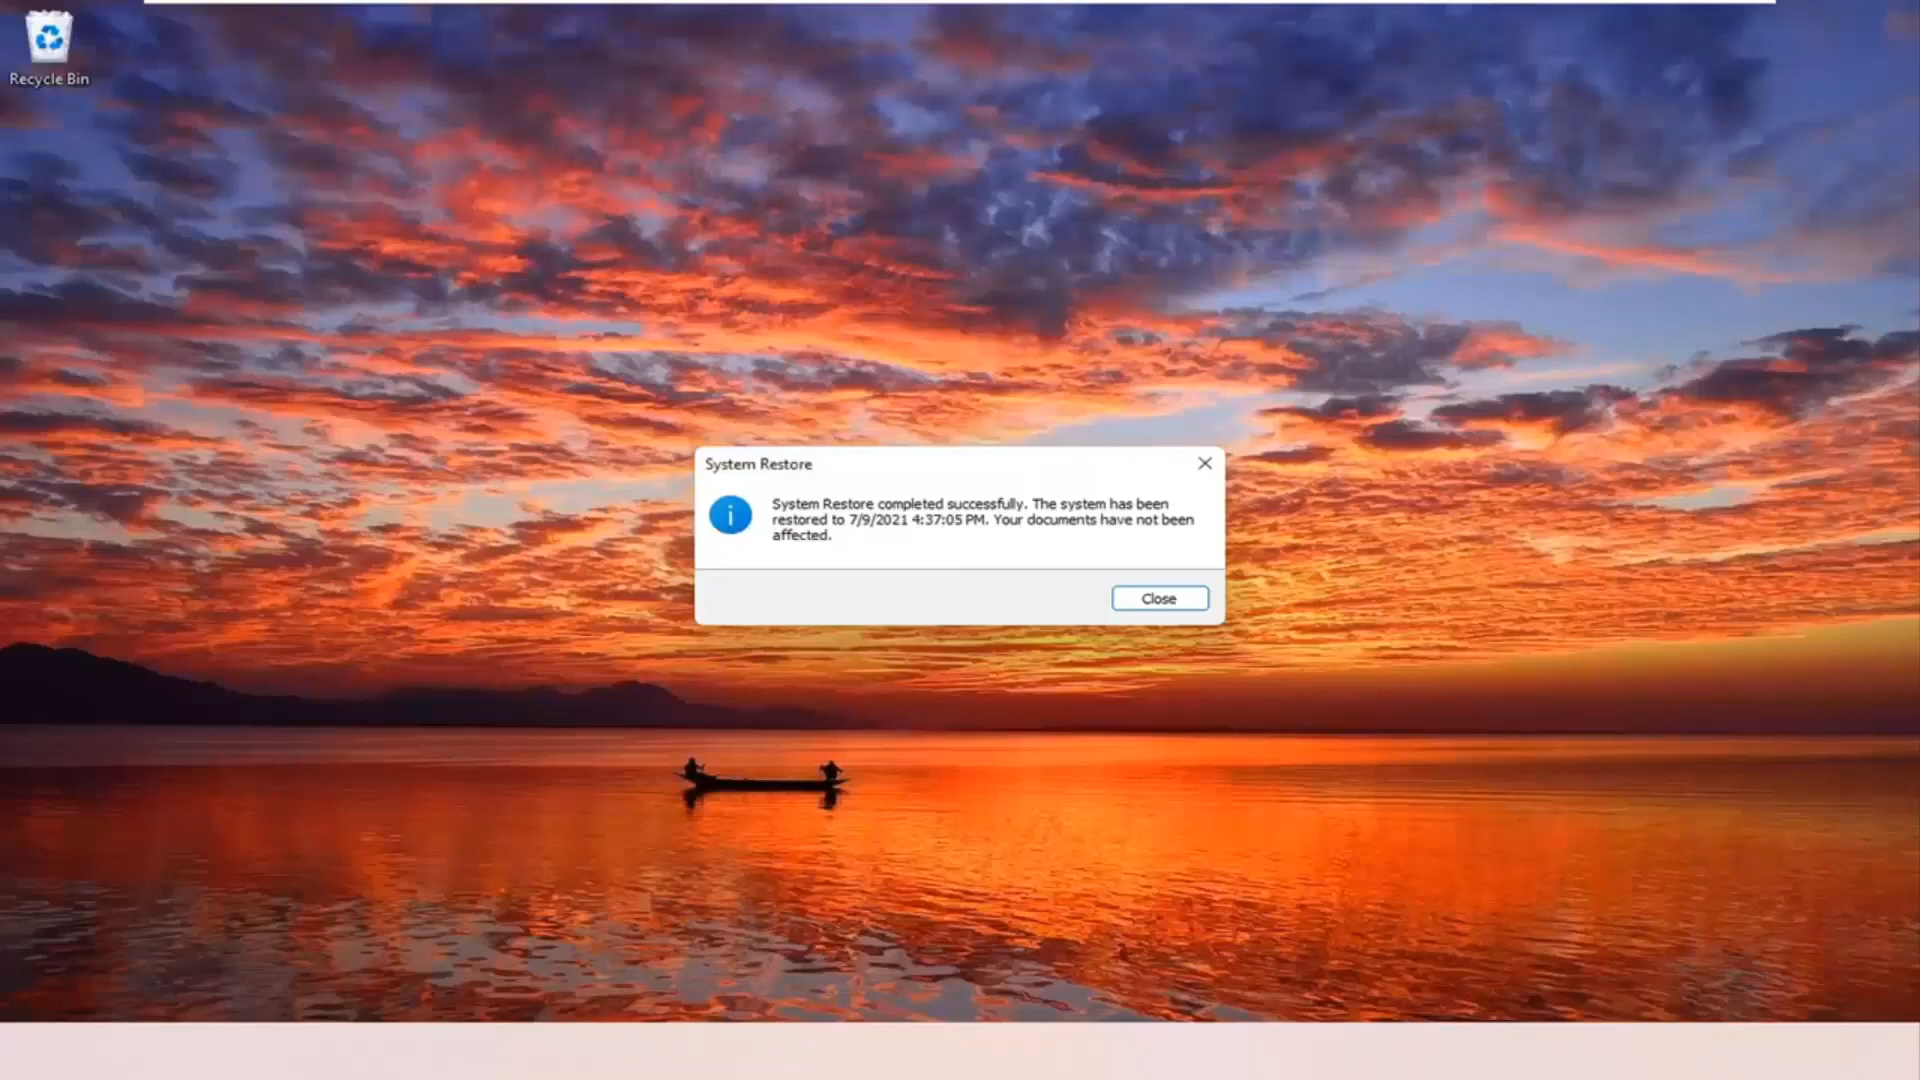 Recycle Bin
System Restore
System Restore completed successfully. The system has been
restored to 7/9/2021 4:37:05 PM. Your documents have not been
affected.
Close